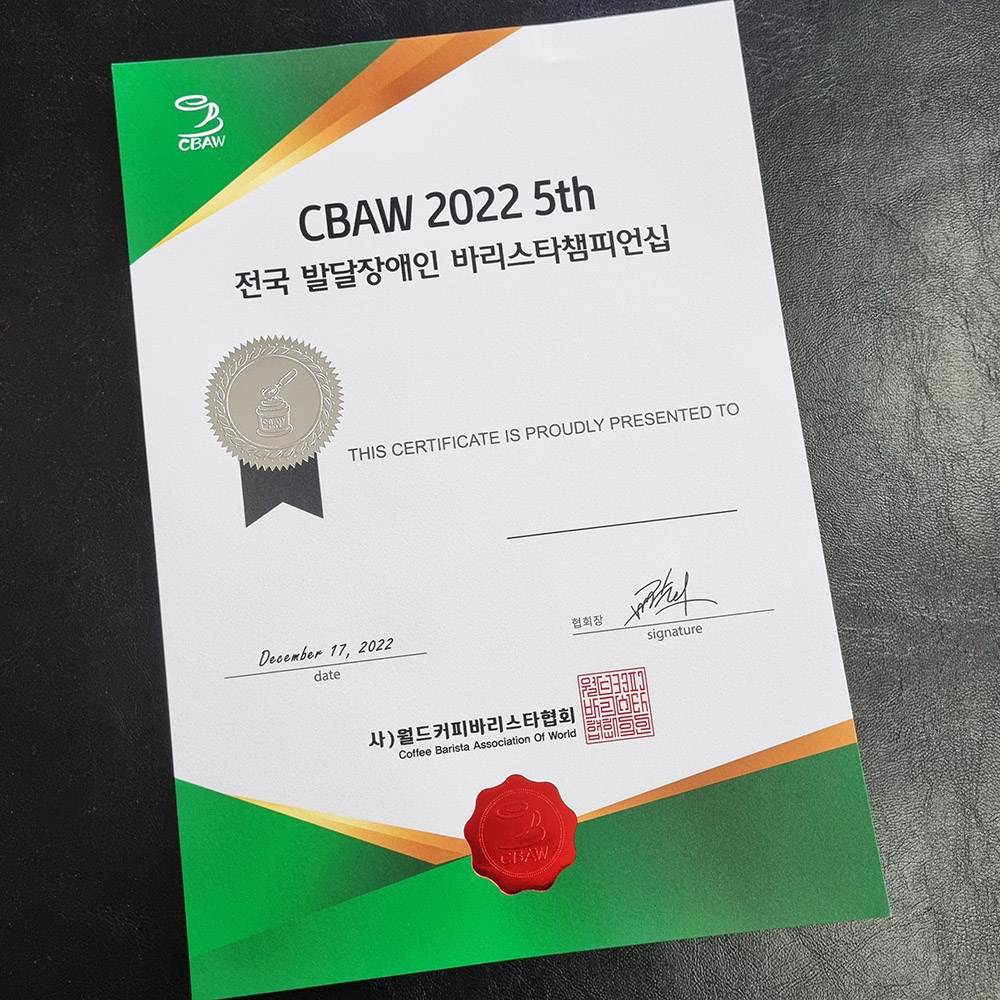 CBAW
CBAW 2022 5th
전국 발달장애인 바리스타챔피언십
THIS CERTIFICATE IS PROUDLY PRESENTED TO
협회장
signature
December 17, 2022
date
사)월드커피바리스타협회
Coffee Barista Association Of World
CBAW